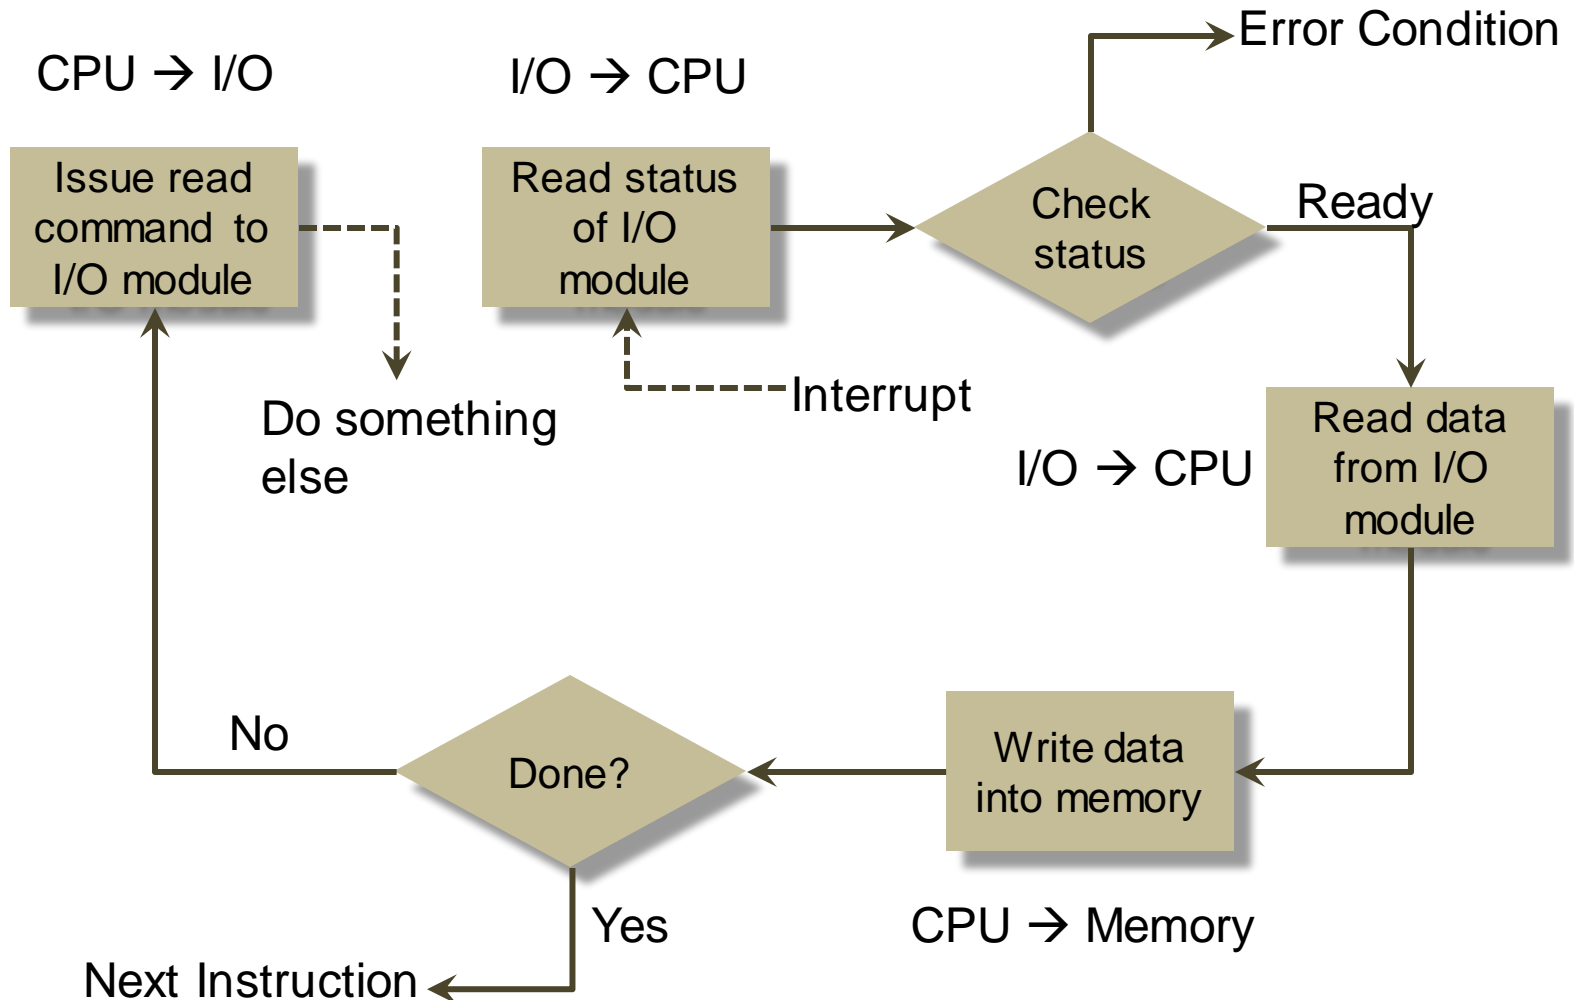 Error Condition
CPU → I/O
I/O → CPU
Issue read
command to
I/O module
Read status
of I/O
module
Check
status
Ready
Do something
else
Interrupt
I/O → CPU
Read data
from I/O
module
No
Done?
Write data
into memory
Yes
CPU → Memory
Next Instruction